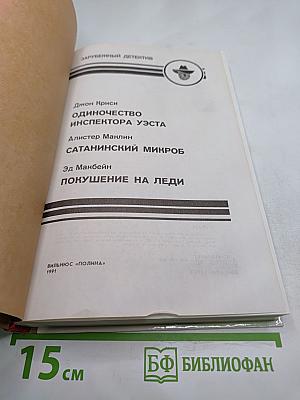 ЗАРУБЕЖНЫЙ ДЕТЕКТИВ
Джон Криси
ОДИНОЧЕСТВО
ИНСПЕКТОРА УЭСТА
Алистер Маклин
САТАНИНСКИЙ МИКРОБ
Эд Макбейн
ПОКУШЕНИЕ НА ЛЕДИ
ВИЛЬНЮС «ПОЛИНА»
1991
15 см
БФ БИБЛИОФАН